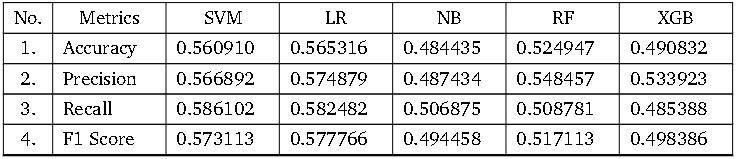 No. Metrics SVM LR NB RF XGB
1. Accuracy 0.560910 0.565316 0.484435 0.524947 0.490832
2. Precision 0.566892 0.574879 0.487434 0.548457 0.533923
3. Recall 0.586102 0.582482 0.506875 0.508781 0.485388
4. F1 Score 0.573113 0.577766 0.494458 0.517113 0.498386